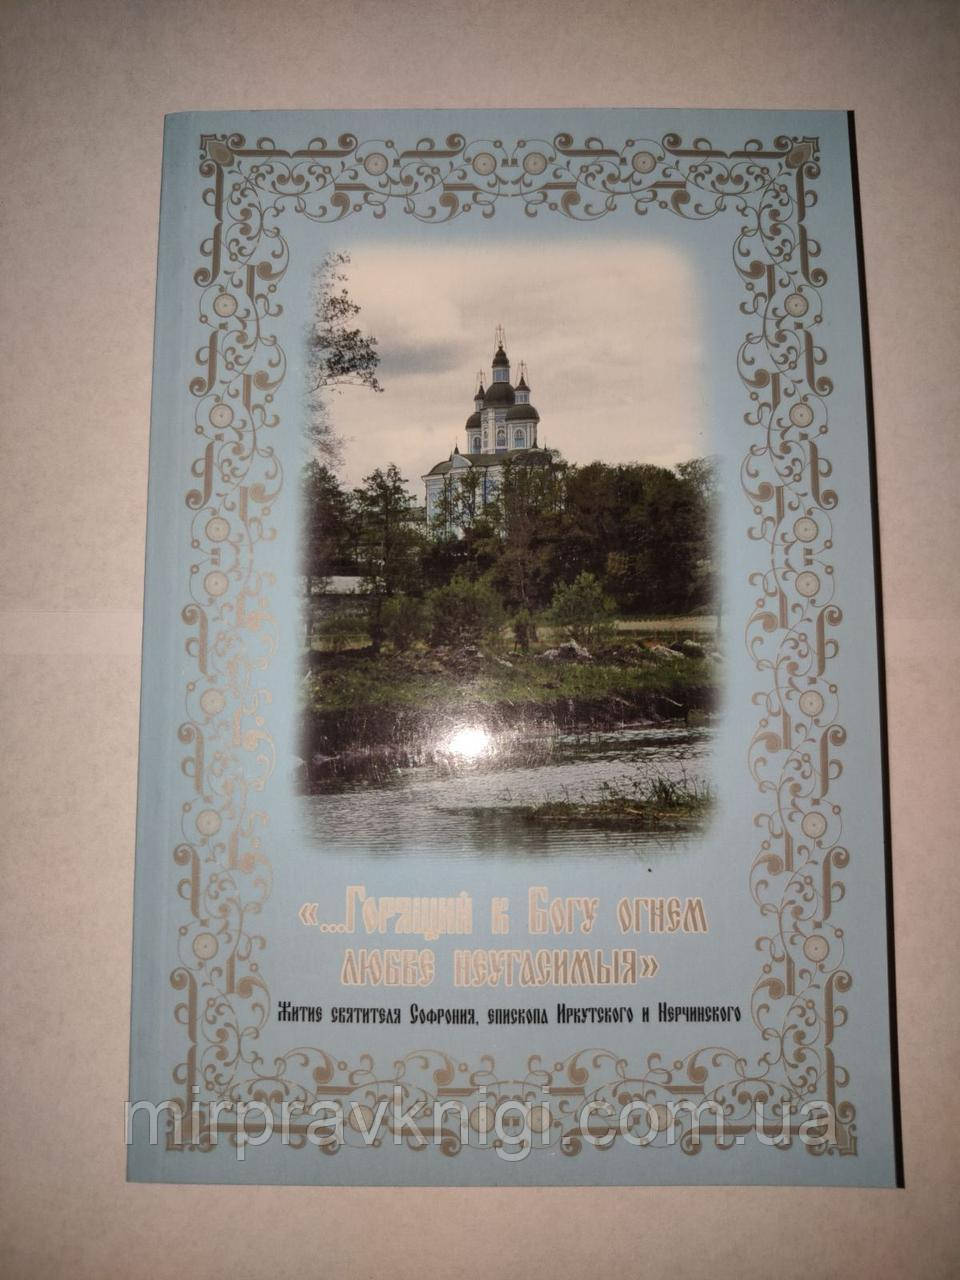 «...Горящий к Богу огнем
любве неугасимыя»
Житие святителя Софрония, епископа Иркутского и Нерчинского
mirpravknigi.com.ua